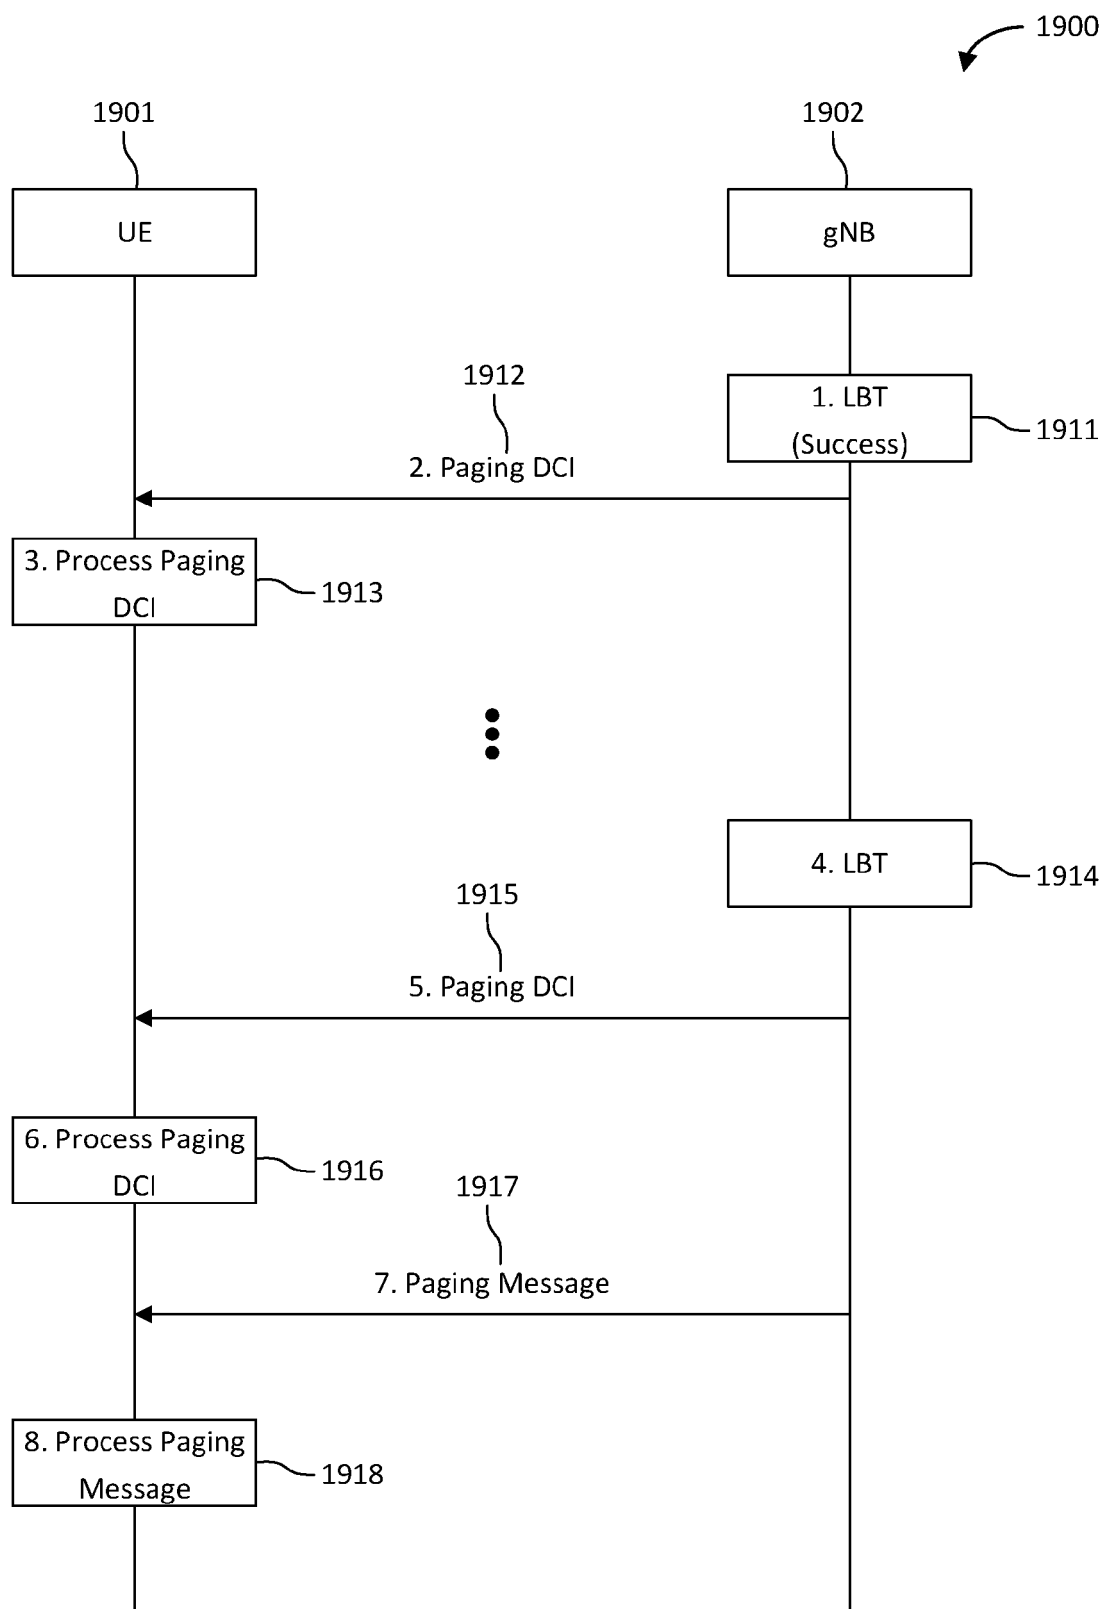 1900
1901
1902
UE
gNB
1912
1. LBT
(Success)
1911
2. Paging DCI
3. Process Paging
DCI
1913
4. LBT
1914
1915
5. Paging DCI
6. Process Paging
DCI
1916
1917
7. Paging Message
8. Process Paging
Message
1918